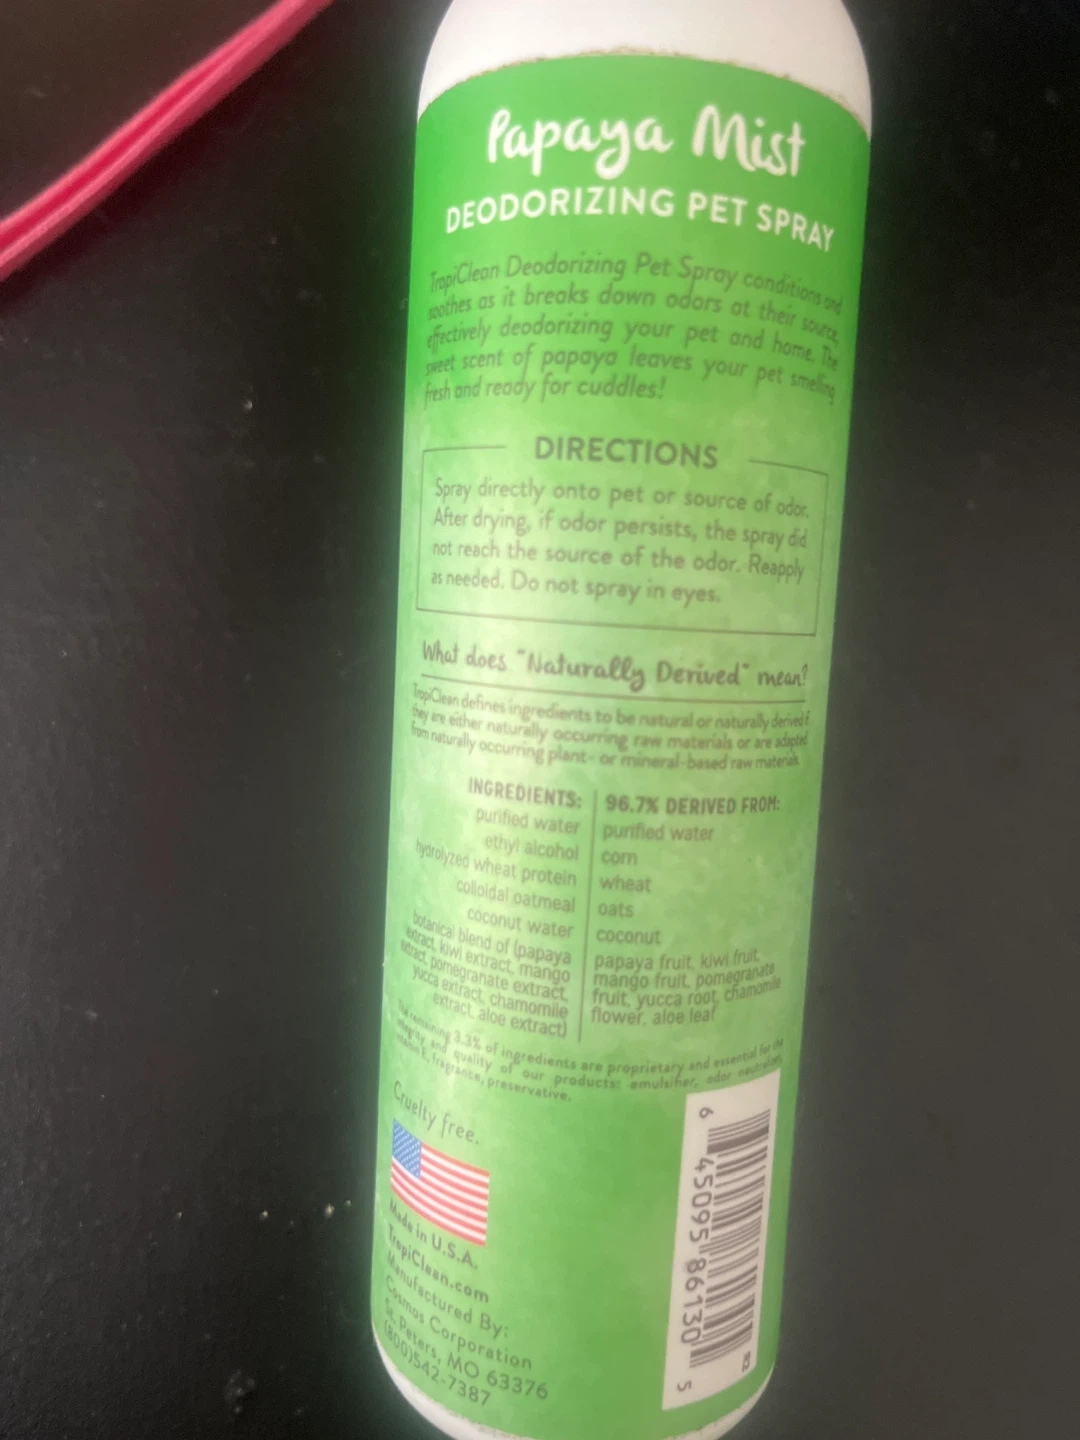 Papaya Mist
DEODORIZING PET SPRAY
TropiClean Deodorizing Pet Spray conditions and
soothes as it breaks down odors at their source,
effectively deodorizing your pet and home. The
sweet scent of papaya leaves your pet smelling
fresh and ready for cuddles!
DIRECTIONS
Spray directly onto pet or source of odor.
After drying, if odor persists, the spray did
not reach the source of the odor. Reapply
as needed. Do not spray in eyes.
What does "Naturally Derived" mean?
TropiClean defines ingredients to be natural or naturally derived if
they are either naturally occurring raw materials or are adapted
from naturally occurring plant- or mineral-based raw materials.
INGREDIENTS: 96.7% DERIVED FROM:
purified water purified water
ethyl alcohol corn
hydrolyzed wheat protein wheat
colloidal oatmeal oats
coconut water coconut
botanical blend of (papaya papaya fruit, kiwi fruit,
extract, kiwi extract, mango mango fruit, pomegranate
extract, pomegranate extract, fruit, yucca root, chamomile
yucca extract, chamomile flower, aloe leaf
extract, aloe extract)
The remaining 3.3% of ingredients are proprietary and essential for the
integrity, and quality of our products: emulsifier, odor neutralizer,
vitamin E, fragrance, preservative.
Cruelty free.
Made in U.S.A.
TropiClean.com
Manufactured By:
Cosmos Corporation
St. Peters, MO 63376
(800)542-7387
6 45095 86130 5
R2